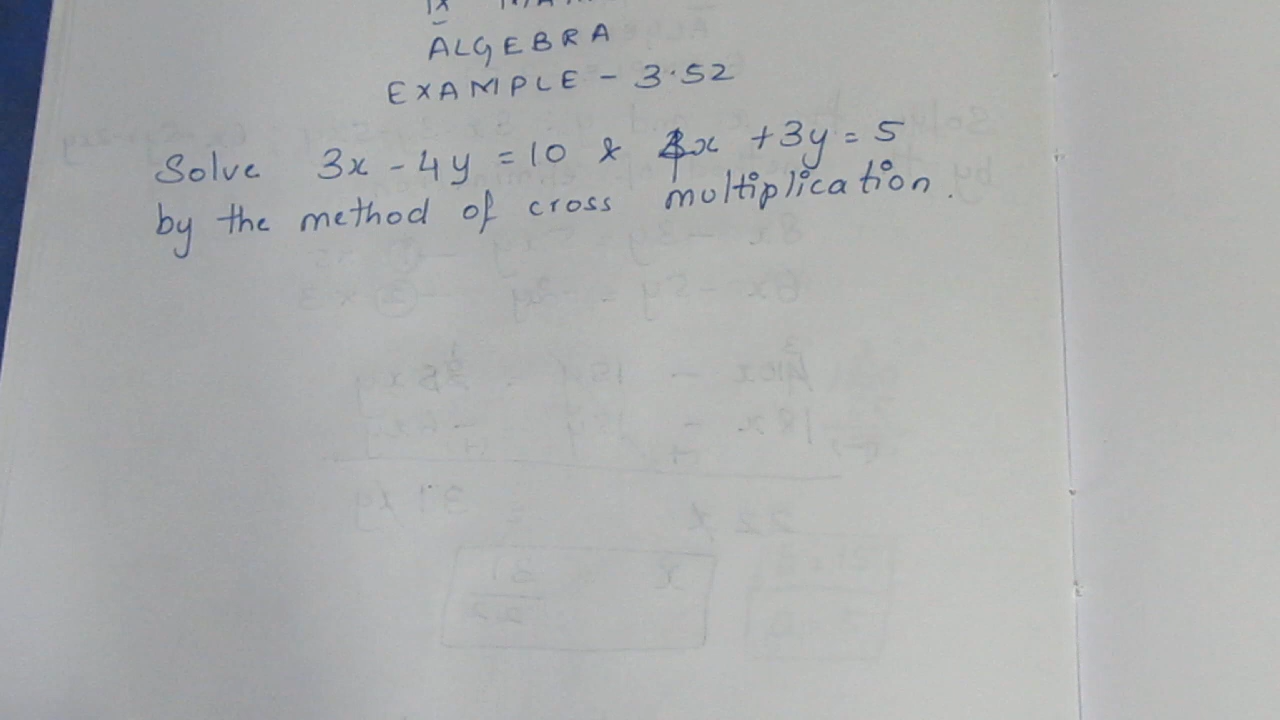 ALGEBRA
EXAMPLE - 3.52
Solve 3x - 4y = 10 & 4x + 3y = 5
by the method of cross multiplication.